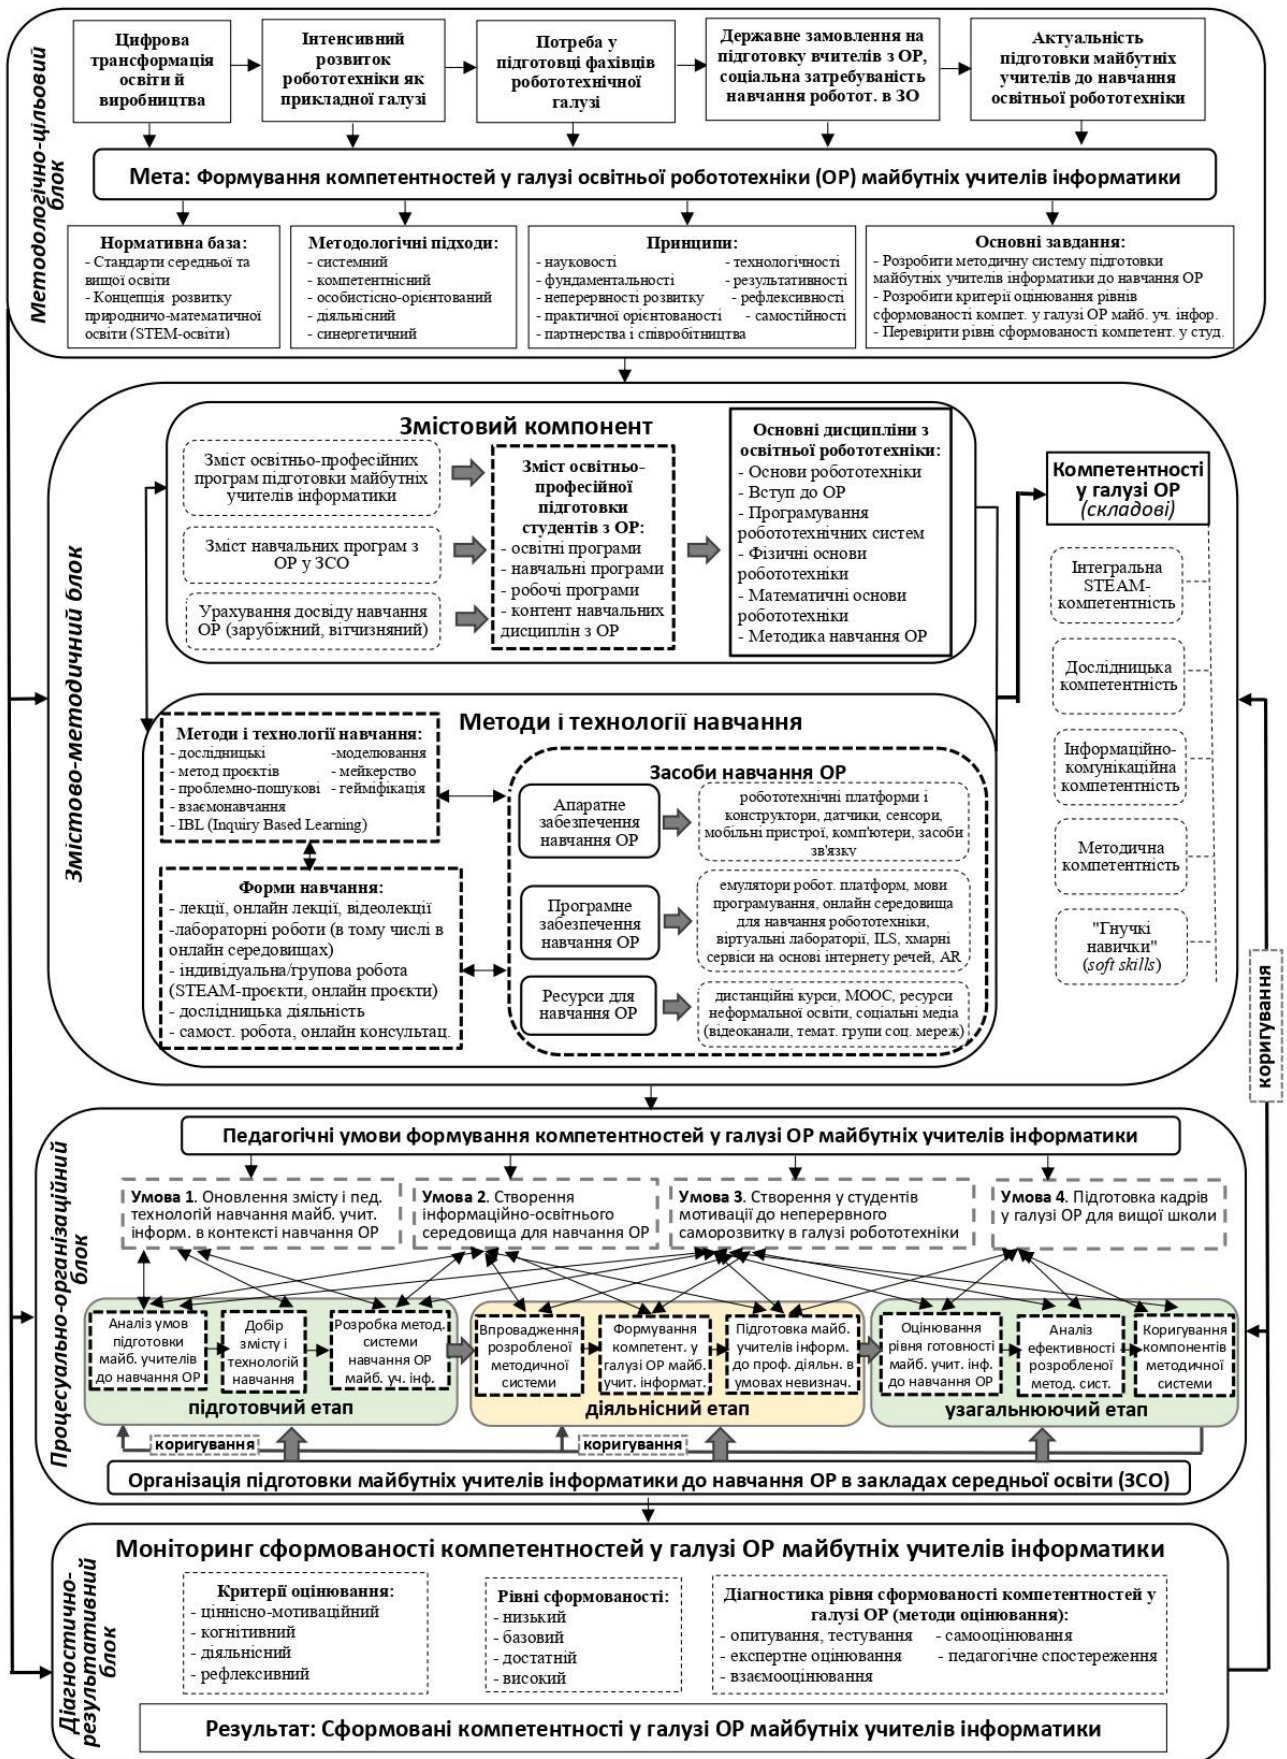 Методологічно-цільовий
блок
Цифрова
трансформація
освіти й
виробництва
Інтенсивний
розвиток
робототехніки як
прикладної галузі
Потреба у
підготовці фахівців
робототехнічної
галузі
Державне замовлення на
підготовку вчителів з ОР,
соціальна затребуваність
навчання роботот. в ЗО
Актуальність
підготовки майбутніх
учителів до навчання
освітньої робототехніки
Мета: Формування компетентностей у галузі освітньої робототехніки (ОР) майбутніх учителів інформатики
Нормативна база:
- Стандарти середньої та
вищої освіти
- Концепція розвитку
природничо-математичної
освіти (STEM-освіти)
Методологічні підходи:
- системний
- компетентнісний
- особистісно-орієнтований
- діяльнісний
- синергетичний
Принципи:
- науковості - технологічності
- фундаментальності - результативності
- неперервності розвитку - рефлексивності
- практичної орієнтованості - самостійності
- партнерства і співробітництва
Основні завдання:
- Розробити методичну систему підготовки
майбутніх учителів інформатики до навчання ОР
- Розробити критерії оцінювання рівнів
сформованості компет. у галузі ОР майб. уч. інфор.
- Перевірити рівні сформованості компетент. у студ.
Змістово-методичний блок
Змістовий компонент
Зміст освітньо-професійних
програм підготовки майбутніх
учителів інформатики
Зміст навчальних програм з
ОР у ЗСО
Урахування досвіду навчання
ОР (зарубіжний, вітчизняний)
Зміст освітньо-
професійної
підготовки
студентів з ОР:
- освітні програми
- навчальні програми
- робочі програми
- контент навчальних
дисциплін з ОР
Основні дисципліни з
освітньої робототехніки:
- Основи робототехніки
- Вступ до ОР
- Програмування
робототехнічних систем
- Фізичні основи
робототехніки
- Математичні основи
робототехніки
- Методика навчання ОР
Компетентності
у галузі ОР
(складові)
Інтегральна
STEAM-
компетентність
Дослідницька
компетентність
Інформаційно-
комунікаційна
компетентність
Методична
компетентність
"Гнучкі
навички"
(soft skills)
Методи і технології навчання
Методи і технології навчання:
- дослідницькі -моделювання
- метод проєктів - мейкерство
- проблемно-пошукові - гейміфікація
- взаємонавчання
- IBL (Inquiry Based Learning)
Форми навчання:
- лекції, онлайн лекції, відеолекції
-лабораторні роботи (в тому числі в
онлайн середовищах)
- індивідуальна/групова робота
(STEAM-проєкти, онлайн проєкти)
- дослідницька діяльність
- самост. робота, онлайн консультац.
Засоби навчання ОР
Апаратне
забезпечення
навчання ОР
робототехнічні платформи і
конструктори, датчики, сенсори,
мобільні пристрої, комп'ютери, засоби
зв'язку
Програмне
забезпечення
навчання ОР
емулятори робот. платформ, мови
програмування, онлайн середовища
для навчання робототехніки,
віртуальні лабораторії, ILS, хмарні
сервіси на основі інтернету речей, AR
Ресурси для
навчання ОР
дистанційні курси, МООС, ресурси
неформальної освіти, соціальні медіа
(відеоканали, темат. групи соц. мереж)
коригування
Процесуально-організаційний
блок
Педагогічні умови формування компетентностей у галузі ОР майбутніх учителів інформатики
Умова 1. Оновлення змісту і пед.
технологій навчання майб. учит.
інформ. в контексті навчання ОР
Умова 2. Створення
інформаційно-освітнього
середовища для навчання ОР
Умова 3. Створення у студентів
мотивації до неперервного
саморозвитку в галузі робототехніки
Умова 4. Підготовка кадрів
у галузі ОР для вищої школи
Аналіз умов
підготовки
майб. учителів
до навчання ОР
Добір
змісту і
технологій
навчання
Розробка метод.
системи
навчання ОР
майб. уч. інф.
підготовчий етап
Впровадження
розробленої
методичної
системи
Формування
компетент. у
галузі ОР майб.
учит. інформат.
Підготовка майб.
учителів інформ.
до проф. діяльн. в
умовах невизнач.
діяльнісний етап
Оцінювання
рівня готовності
майб. учит. інф.
до навчання ОР
Аналіз
ефективності
розробленої
метод. сист.
Коригування
компонентів
методичної
системи
узагальнюючий етап
коригування
коригування
Організація підготовки майбутніх учителів інформатики до навчання ОР в закладах середньої освіти (ЗСО)
Діагностично-
результативний
блок
Моніторинг сформованості компетентностей у галузі ОР майбутніх учителів інформатики
Критерії оцінювання:
- ціннісно-мотиваційний
- когнітивний
- діяльнісний
- рефлексивний
Рівні сформованості:
- низький
- базовий
- достатній
- високий
Діагностика рівня сформованості компетентностей у
галузі ОР (методи оцінювання):
- опитування, тестування - самооцінювання
- експертне оцінювання - педагогічне спостереження
- взаємооцінювання
Результат: Сформовані компетентності у галузі ОР майбутніх учителів інформатики